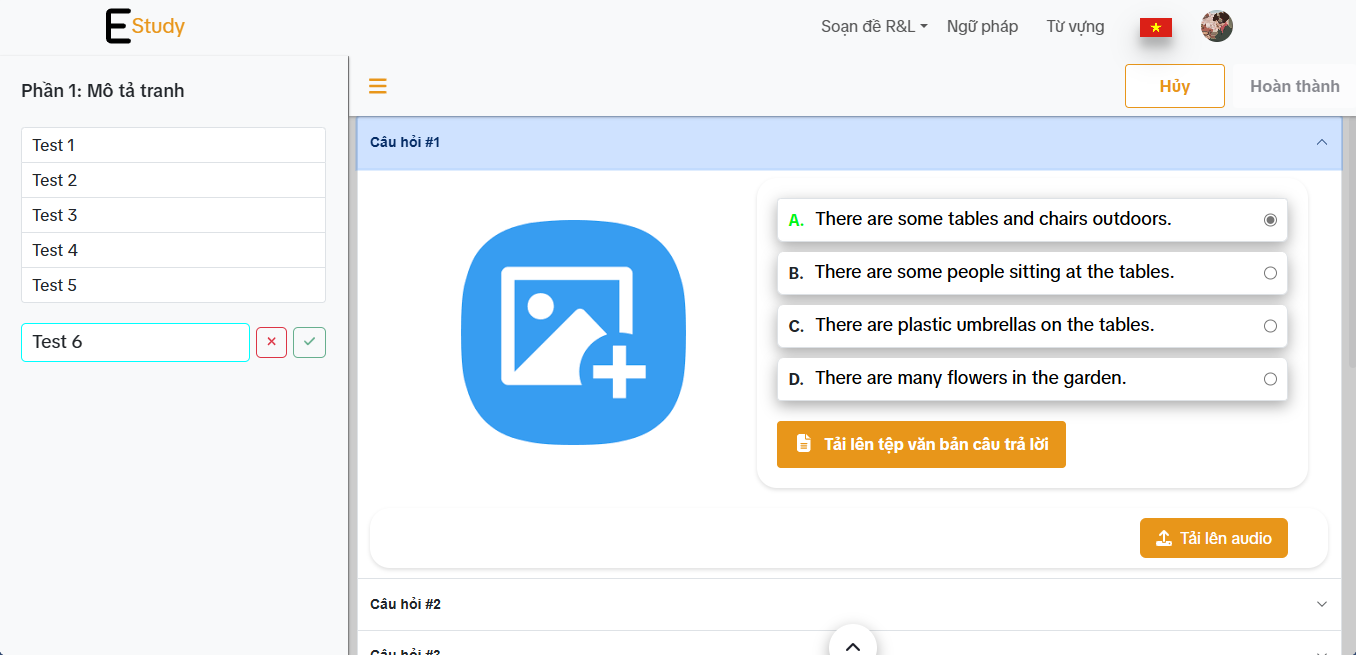 E Study
Soạn đề R&L
Ngữ pháp
Từ vựng
Phần 1: Mô tả tranh
Hủy
Hoàn thành
Test 1
Test 2
Test 3
Test 4
Test 5
Test 6
Câu hỏi #1
A. There are some tables and chairs outdoors.
B. There are some people sitting at the tables.
C. There are plastic umbrellas on the tables.
D. There are many flowers in the garden.
Tải lên tệp văn bản câu trả lời
Tải lên audio
Câu hỏi #2
Câu hỏi #3